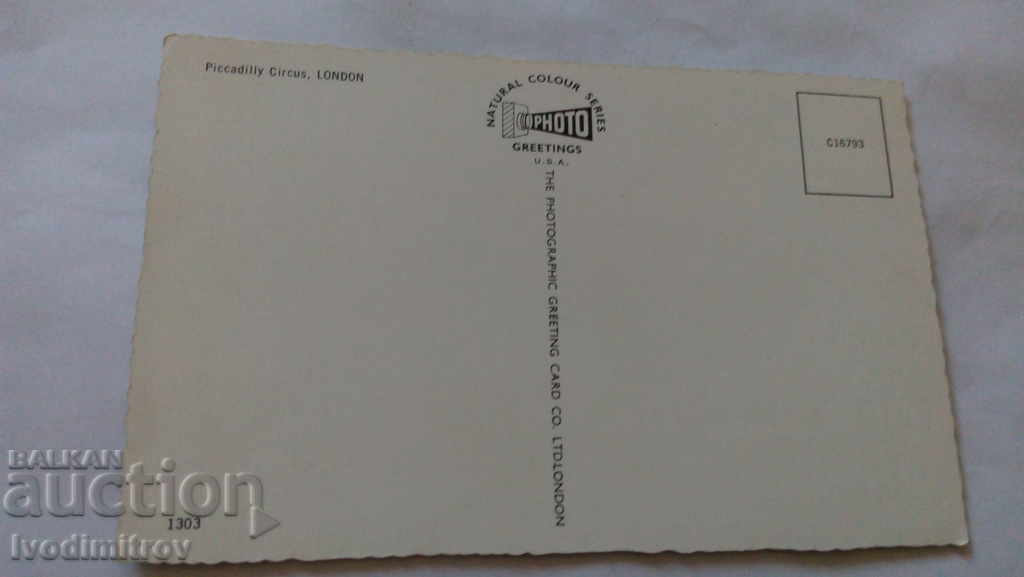 Piccadilly Circus, LONDON
NATURAL COLOUR SERIES
PHOTO
GREETINGS
U.S.A.
C16793
THE PHOTOGRAPHIC GREETING CARD CO. LTD. LONDON
BALKAN
auction
1303
Ivodimitrov